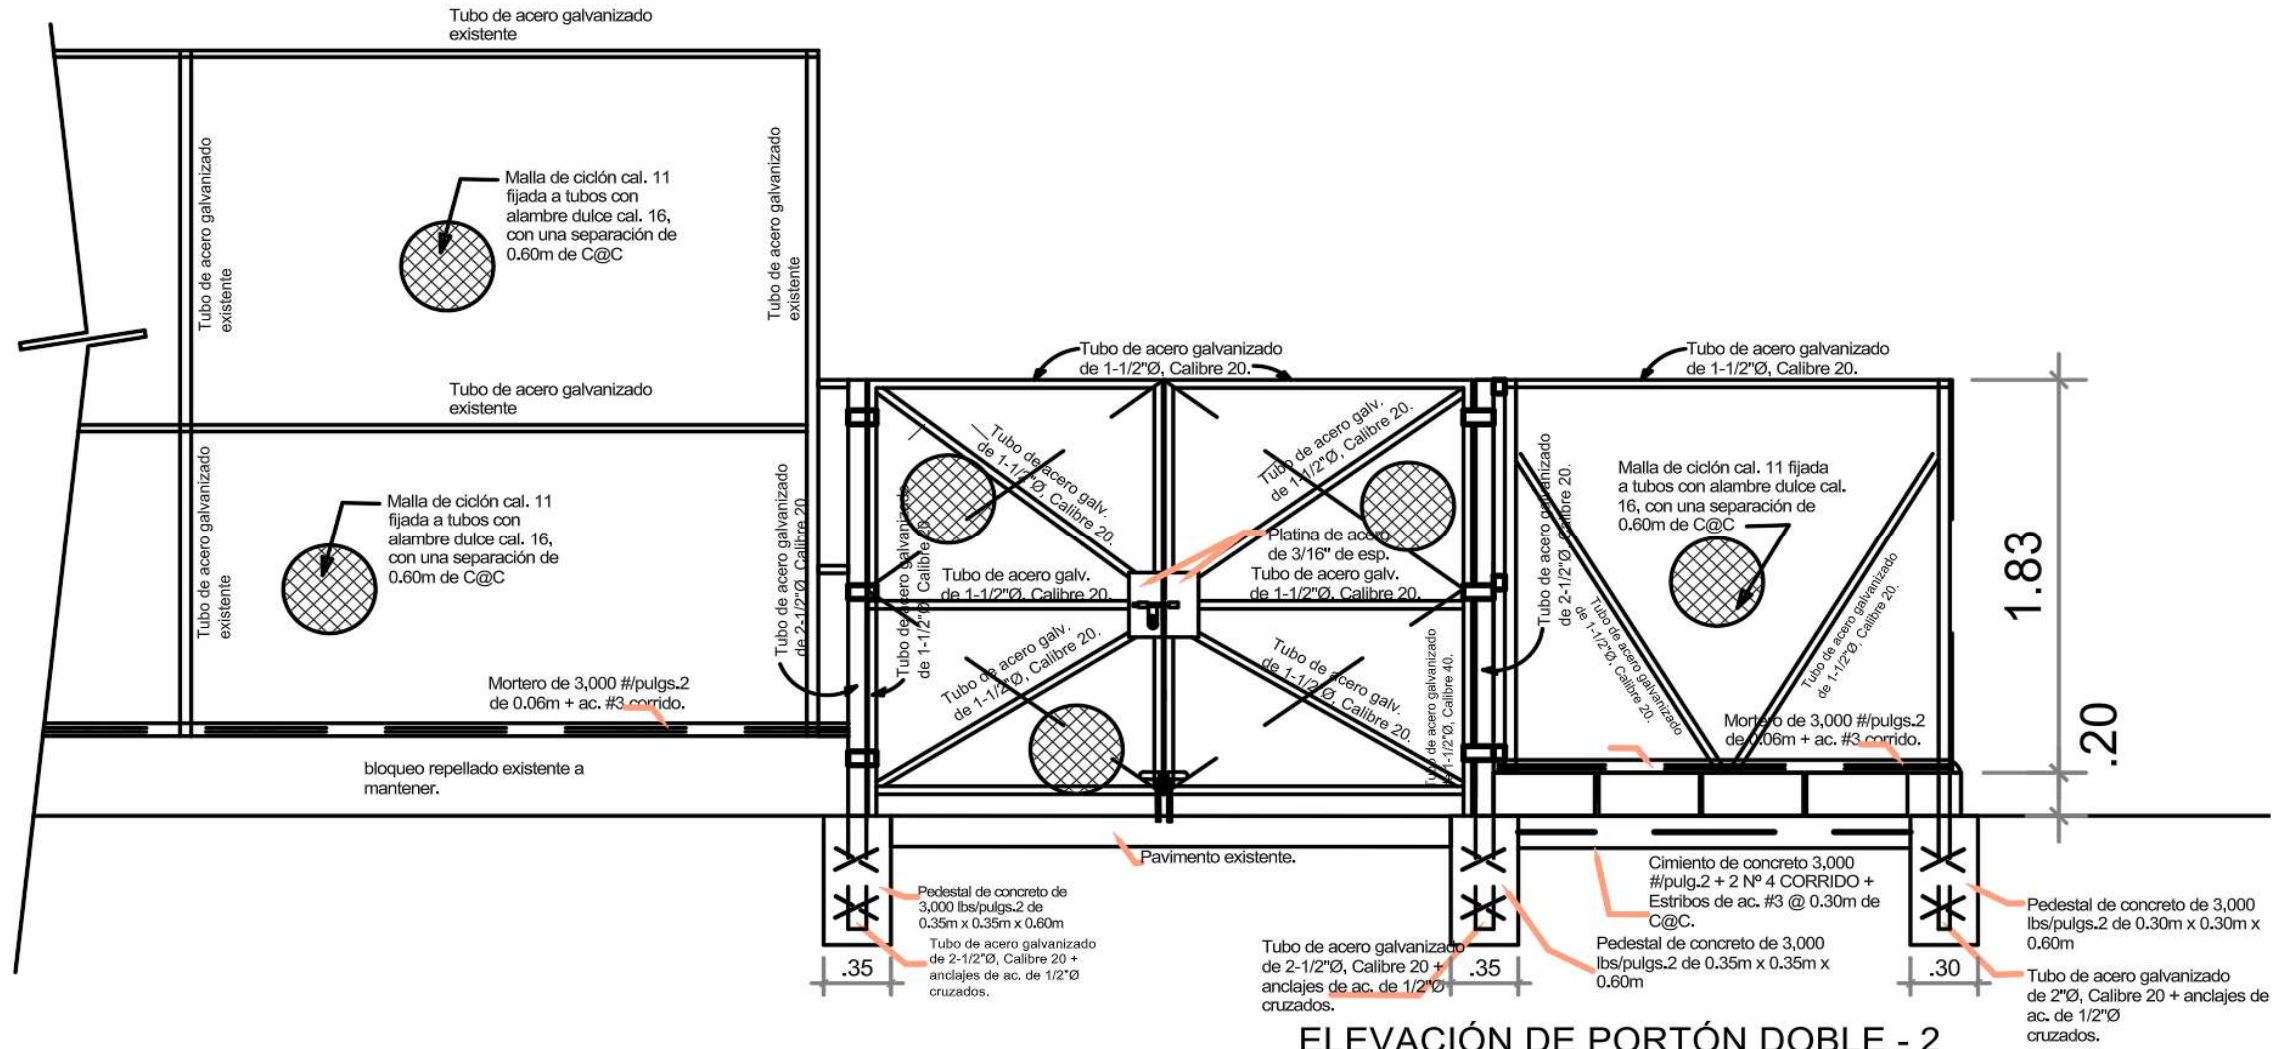 Tubo de acero galvanizado
existente
Tubo de acero galvanizado
existente
Malla de ciclón cal. 11
fijada a tubos con
alambre dulce cal. 16,
con una separación de
0.60m de C@C
Tubo de acero galvanizado
existente
Tubo de acero galvanizado
existente
Tubo de acero galvanizado
existente
Malla de ciclón cal. 11
fijada a tubos con
alambre dulce cal. 16,
con una separación de
0.60m de C@C
Mortero de 3,000 #/pulgs.2
de 0.06m + ac. #3 corrido.
bloqueo repellado existente a
mantener.
Tubo de acero galvanizado
de 1-1/2"Ø, Calibre 20.
Tubo de acero galvanizado
de 2-1/2"Ø, Calibre 20
Tubo de acero galvanizado
de 1-1/2"Ø, Calibre 20
Tubo de acero galv.
de 1-1/2"Ø, Calibre 20.
Tubo de acero galv.
de 1-1/2"Ø, Calibre 20.
Platina de acero
de 3/16" de esp.
Tubo de acero galv.
de 1-1/2"Ø, Calibre 20.
Tubo de acero galv.
de 1-1/2"Ø, Calibre 20.
Tubo de acero galv.
de 1-1/2"Ø, Calibre 20.
Tubo de acero galv.
de 1-1/2"Ø, Calibre 20.
Tubo de acero galvanizado
de 1-1/2"Ø, Calibre 40.
Tubo de acero galvanizado
de 2-1/2"Ø, Calibre 20.
Tubo de acero galvanizado
de 1-1/2"Ø, Calibre 20.
Malla de ciclón cal. 11 fijada
a tubos con alambre dulce cal.
16, con una separación de
0.60m de C@C
Tubo de acero galvanizado
de 1-1/2"Ø, Calibre 20.
Tubo de acero galvanizado
de 1-1/2"Ø, Calibre 20.
Mortero de 3,000 #/pulgs.2
de 0.06m + ac. #3 corrido.
1.83
.20
Pavimento existente.
Pedestal de concreto de
3,000 lbs/pulgs.2 de
0.35m x 0.35m x 0.60m
Tubo de acero galvanizado
de 2-1/2"Ø, Calibre 20 +
anclajes de ac. de 1/2"Ø
cruzados.
.35
Tubo de acero galvanizado
de 2-1/2"Ø, Calibre 20 +
anclajes de ac. de 1/2"Ø
cruzados.
.35
Cimiento de concreto 3,000
#/pulg.2 + 2 Nº 4 CORRIDO +
Estribos de ac. #3 @ 0.30m de
C@C.
Pedestal de concreto de 3,000
lbs/pulgs.2 de 0.35m x 0.35m x
0.60m
.30
Pedestal de concreto de 3,000
lbs/pulgs.2 de 0.30m x 0.30m x
0.60m
Tubo de acero galvanizado
de 2"Ø, Calibre 20 + anclajes de
ac. de 1/2"Ø
cruzados.
ELEVACIÓN DE PORTÓN DOBLE - 2